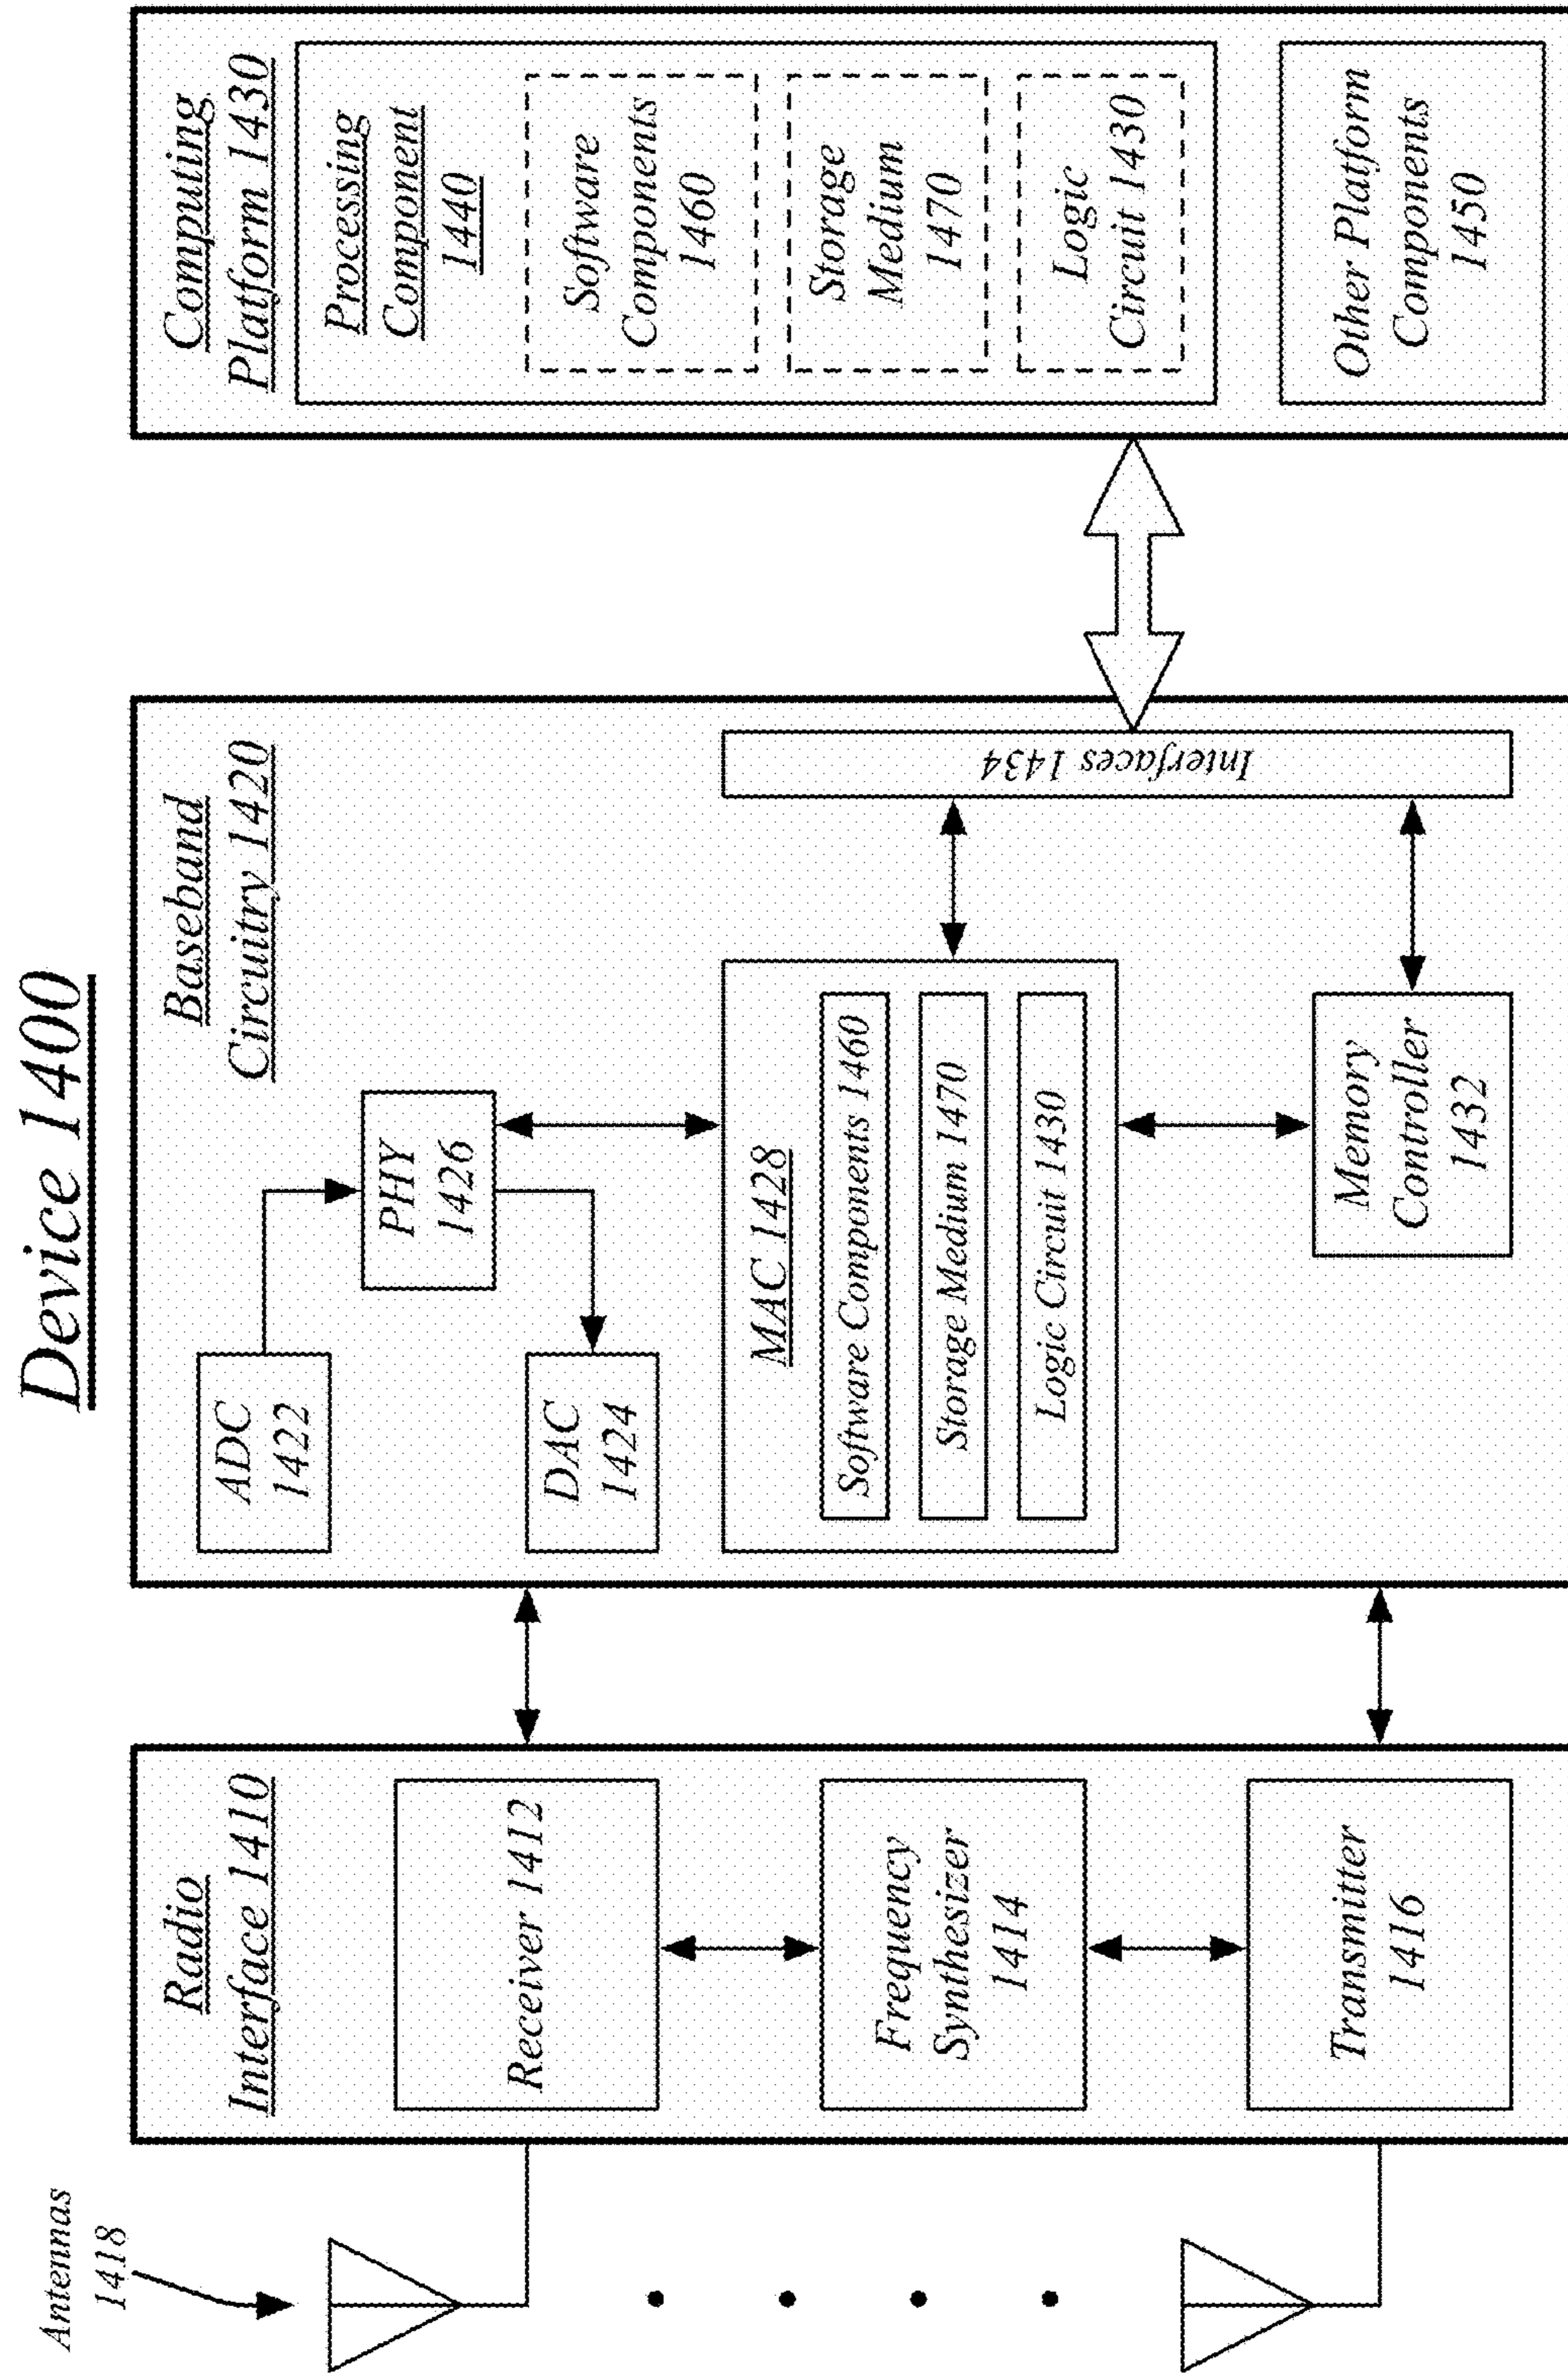 Device 1400
Antennas
1418
Radio
Interface 1410
Receiver 1412
Frequency
Synthesizer
1414
Transmitter
1416
Baseband
Circuitry 1420
ADC
1422
PHY
1426
DAC
1424
MAC 1428
Software Components 1460
Storage Medium 1470
Logic Circuit 1430
Memory
Controller
1432
Interfaces 1434
Computing
Platform 1430
Processing
Component
1440
Software
Components
1460
Storage
Medium
1470
Logic
Circuit 1430
Other Platform
Components
1450